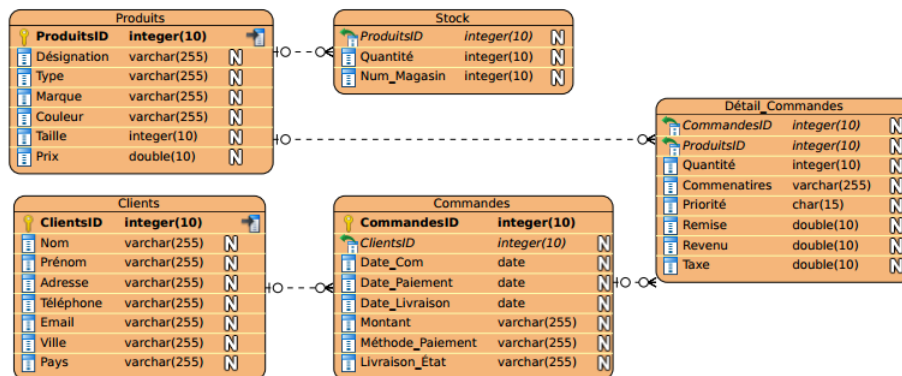 Produits
ProduitsID integer(10)
Désignation varchar(255) N
Type varchar(255) N
Marque varchar(255) N
Couleur varchar(255) N
Taille integer(10) N
Prix double(10) N
Stock
ProduitsID integer(10) N
Quantité integer(10) N
Num_Magasin integer(10) N
Détail_Commandes
CommandesID integer(10) N
ProduitsID integer(10) N
Quantité integer(10) N
Commenatires varchar(255) N
Priorité char(15) N
Remise double(10) N
Revenu double(10) N
Taxe double(10) N
Clients
ClientsID integer(10)
Nom varchar(255) N
Prénom varchar(255) N
Adresse varchar(255) N
Téléphone varchar(255) N
Email varchar(255) N
Ville varchar(255) N
Pays varchar(255) N
Commandes
CommandesID integer(10)
ClientsID integer(10) N
Date_Com date N
Date_Paiement date N
Date_Livraison date N
Montant varchar(255) N
Méthode_Paiement varchar(255) N
Livraison_État varchar(255) N